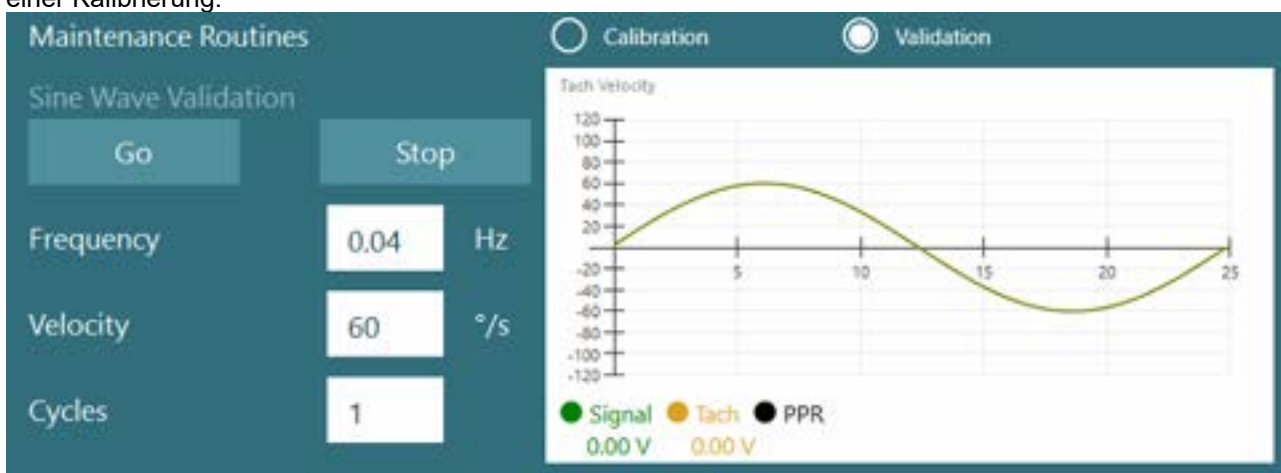 einer Kalibrierung.
Maintenance Routines
Calibration
Validation
Sine Wave Validation
Go
Stop
Frequency
0.04
Hz
Velocity
60
°/s
Cycles
1
Tach Velocity
120
100
80
60
40
20
-20
-40
-60
-80
-100
-120
5
10
15
20
25
Signal
Tach
PPR
0.00 V
0.00 V